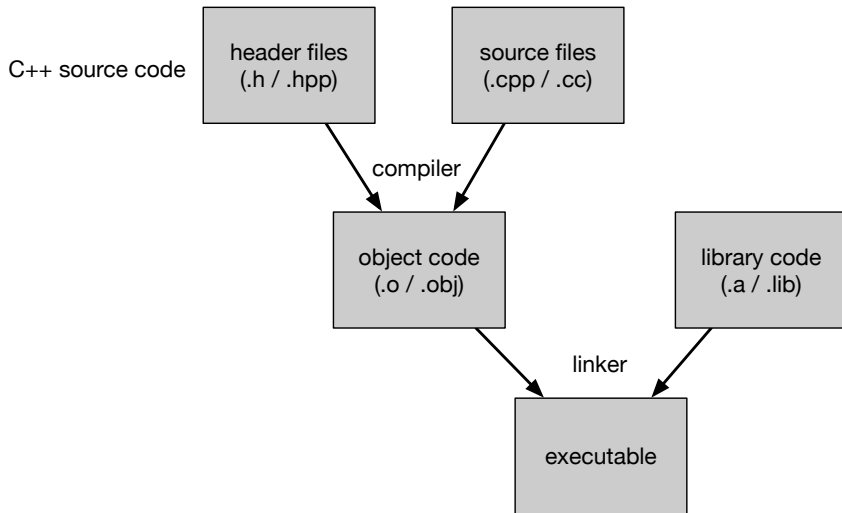 C++ source code
header files
(.h / .hpp)
source files
(.cpp / .cc)
compiler
object code
(.o / .obj)
library code
(.a / .lib)
linker
executable